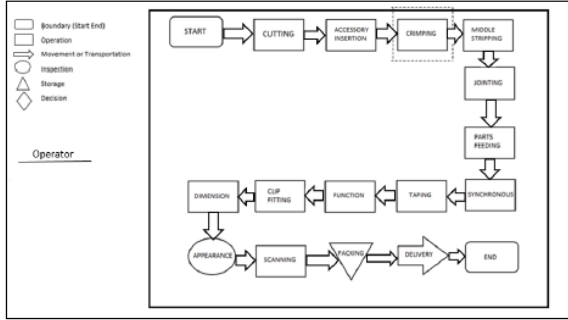 Boundary (Start End)
Operation
Movement or Transportation
Inspection
Storage
Decision
Operator
START
CUTTING
ACCESSORY
INSERTION
CRIMPING
MIDDLE
STRIPPING
JOINTING
PARTS
FEEDING
SYNCHRONOUS
TAPING
FUNCTION
CLIP
FITTING
DIMENSION
APPEARANCE
SCANNING
PACKING
DELIVERY
END